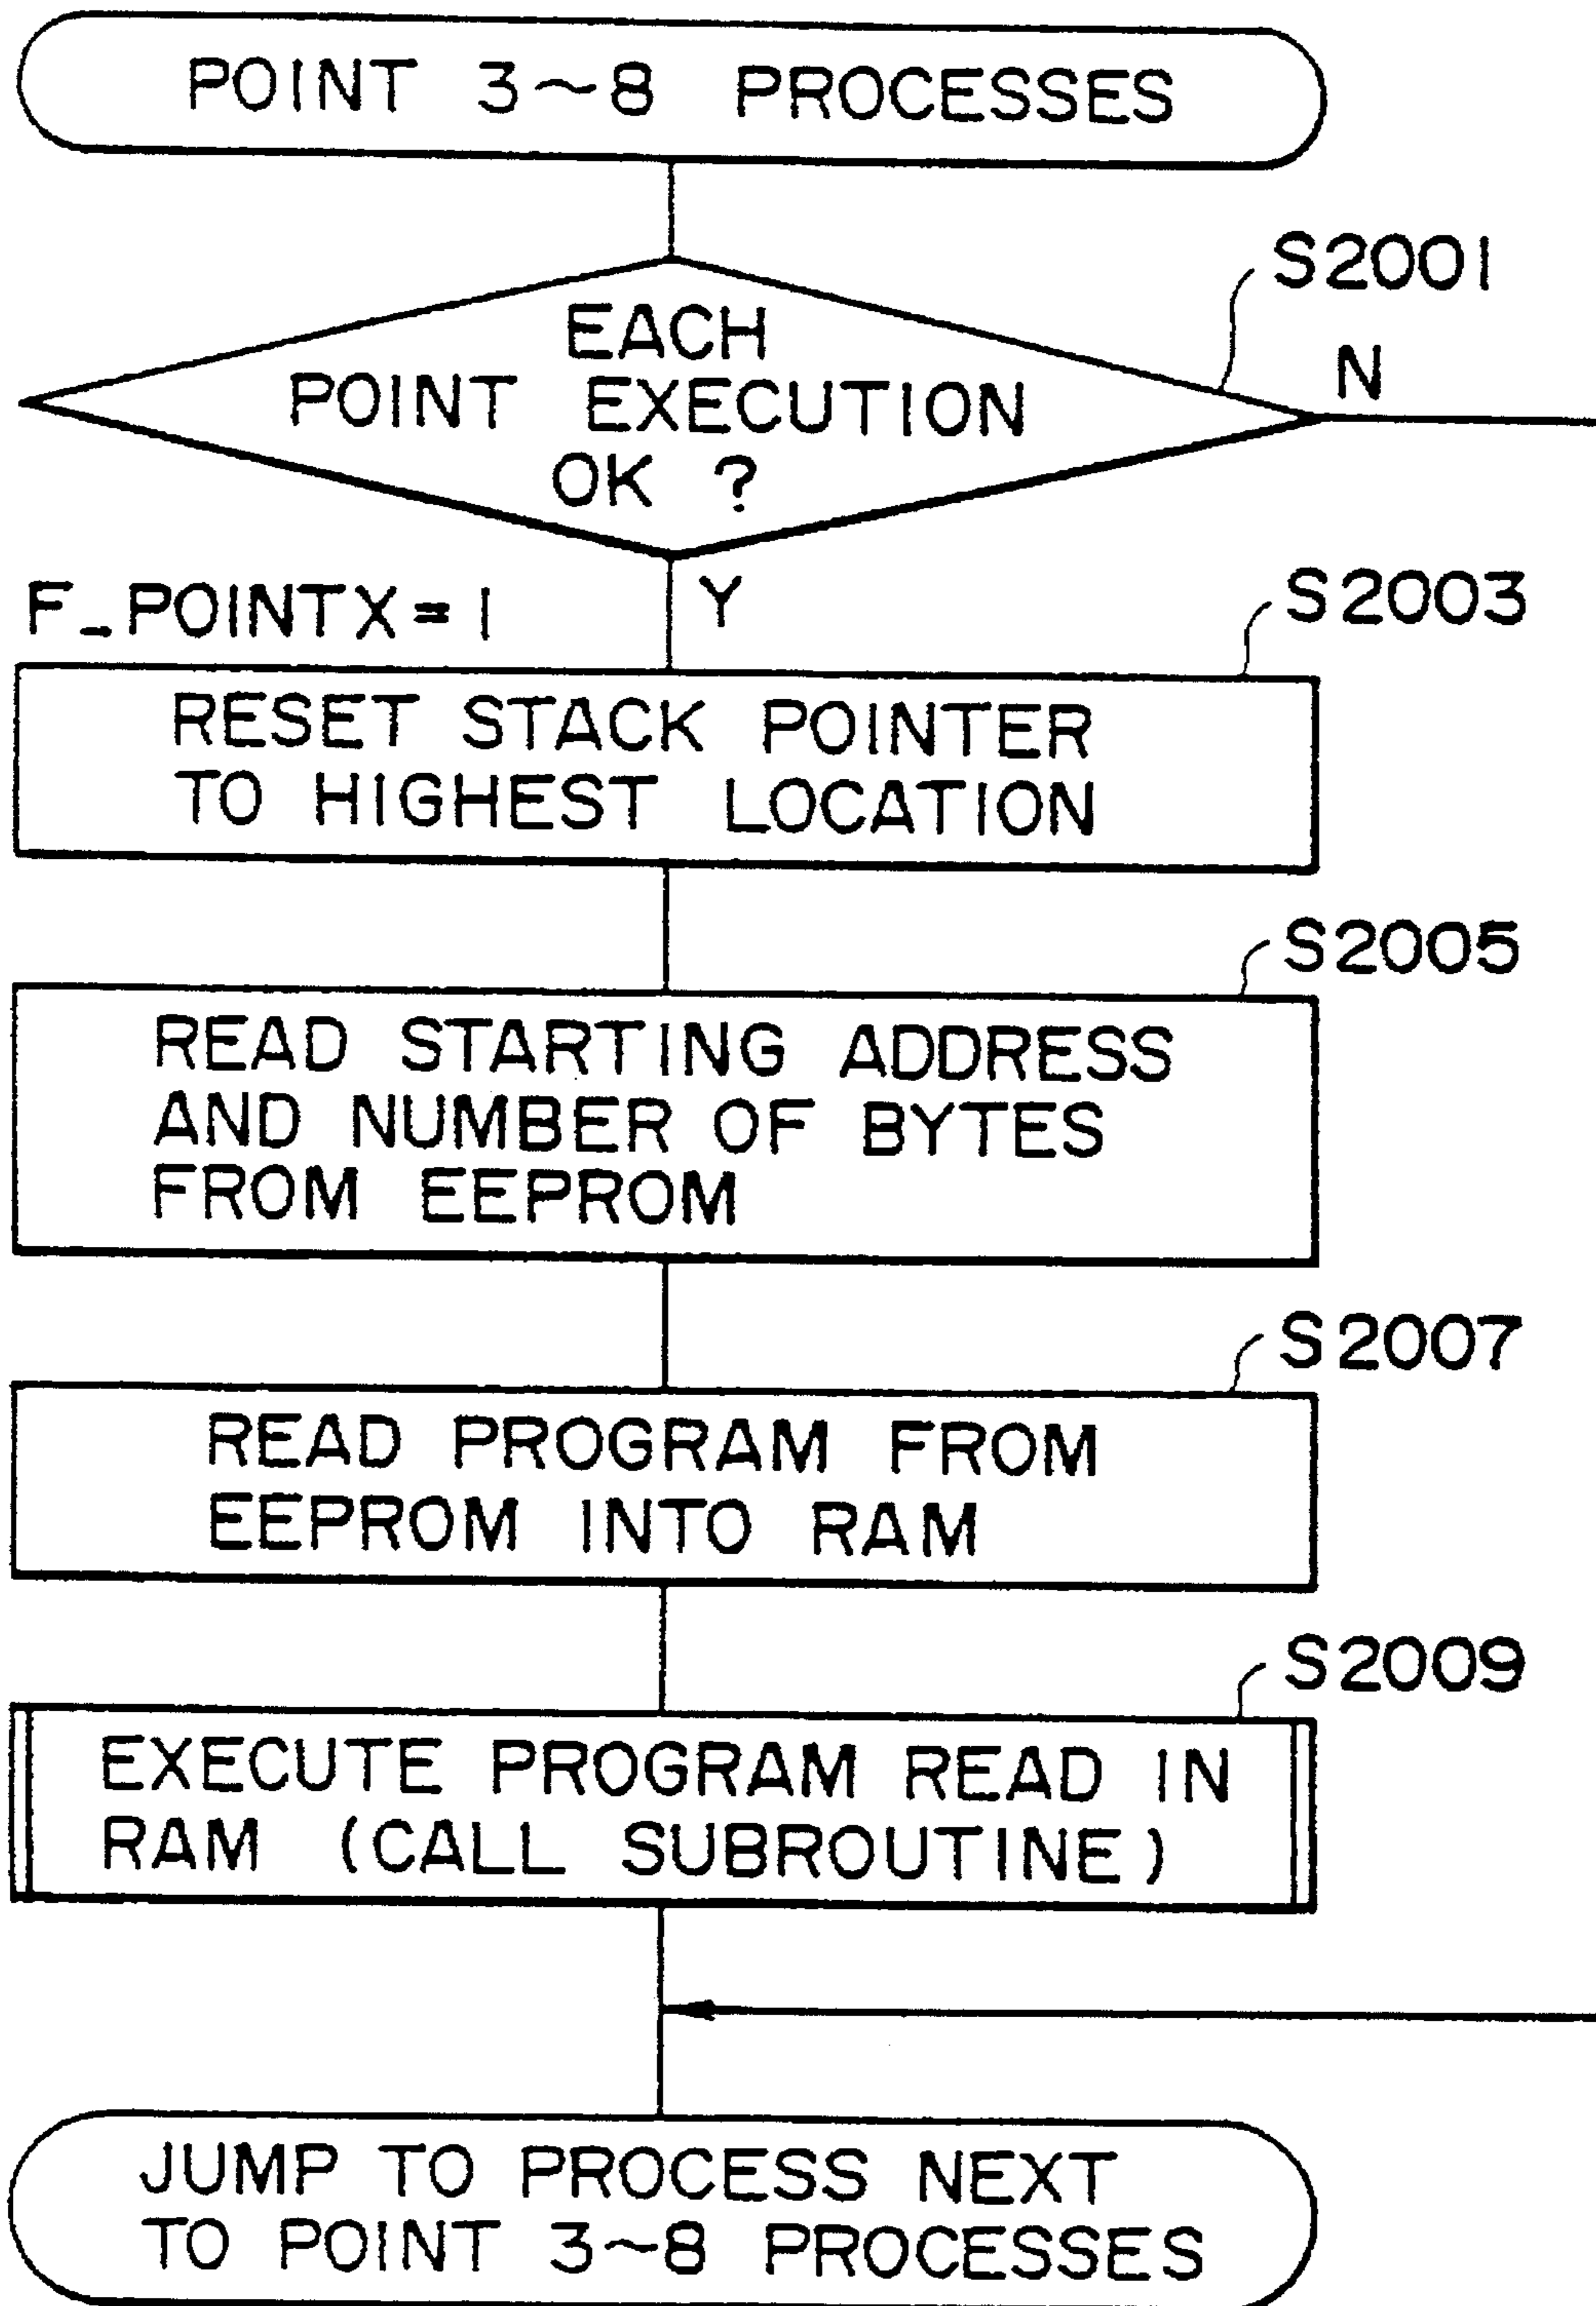 POINT 3~8 PROCESSES
S2001
EACH
POINT EXECUTION
OK ?
N
F_POINTX=1
Y
S2003
RESET STACK POINTER
TO HIGHEST LOCATION
S2005
READ STARTING ADDRESS
AND NUMBER OF BYTES
FROM EEPROM
S2007
READ PROGRAM FROM
EEPROM INTO RAM
S2009
EXECUTE PROGRAM READ IN
RAM (CALL SUBROUTINE)
JUMP TO PROCESS NEXT
TO POINT 3~8 PROCESSES